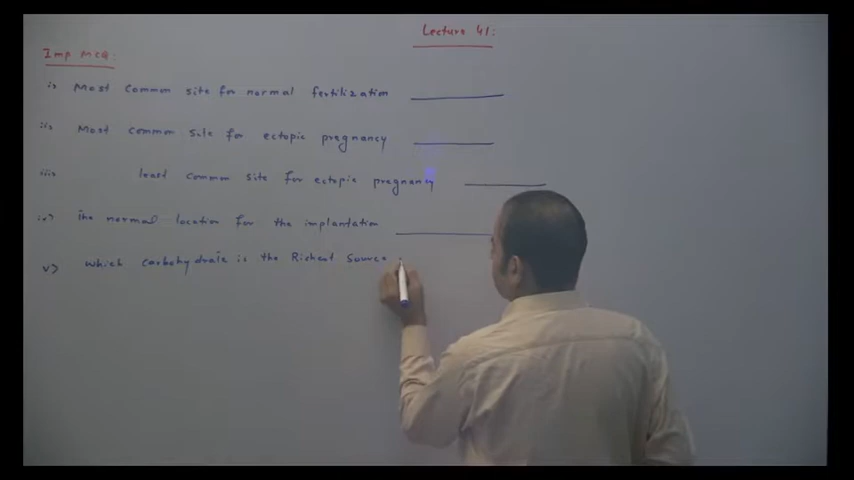 Lecture 41:
Imp MCQ:
i> Most common site for normal fertilization
ii> Most common site for ectopic pregnancy
iii> least common site for ectopic pregnancy
iv> The normal location for the implantation
v> which carbohydrate is the Richest Source